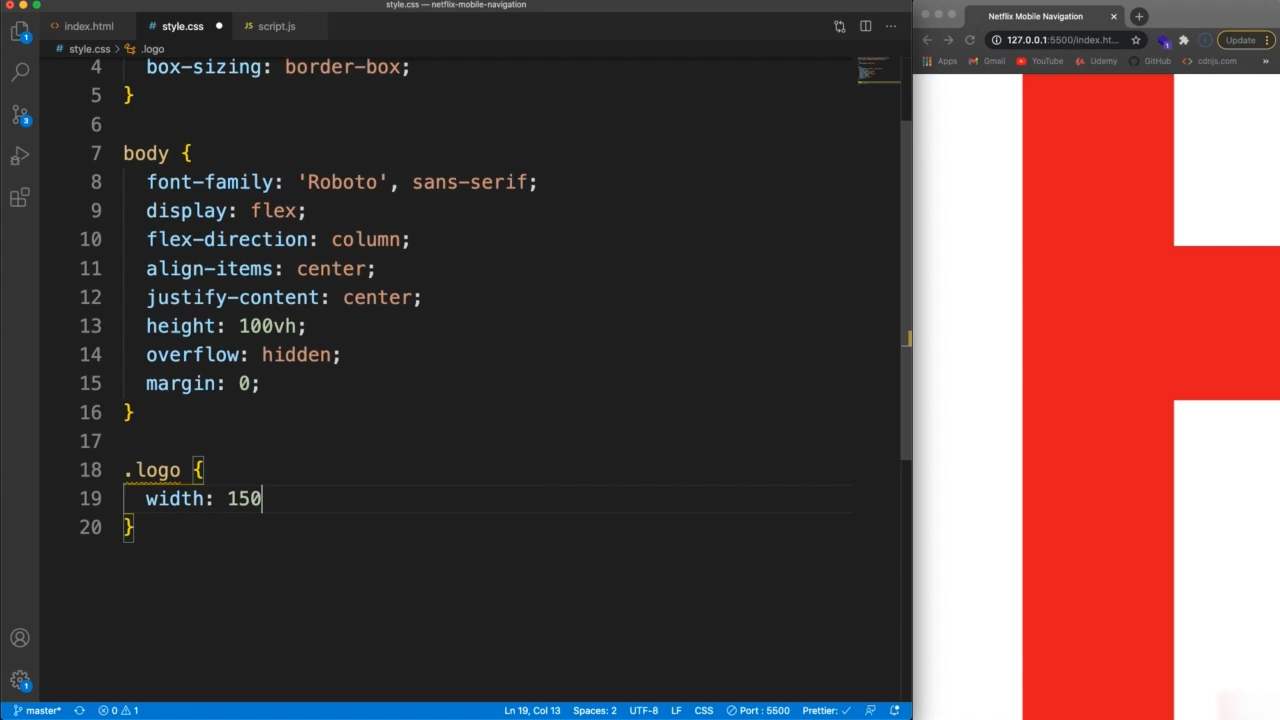 style.css — netflix-mobile-navigation
index.html
style.css
script.js
style.css > .logo
4 box-sizing: border-box;
5 }
6
7 body {
8 font-family: 'Roboto', sans-serif;
9 display: flex;
10 flex-direction: column;
11 align-items: center;
12 justify-content: center;
13 height: 100vh;
14 overflow: hidden;
15 margin: 0;
16 }
17
18 .logo {
19 width: 150
20 }
1
3
1
master*
0
1
Ln 19, Col 13
Spaces: 2
UTF-8
LF
CSS
Port : 5500
Prettier: ✓
Netflix Mobile Navigation
127.0.0.1:5500/index.ht...
1
Update
Apps
Gmail
YouTube
Udemy
GitHub
cdnjs.com
»